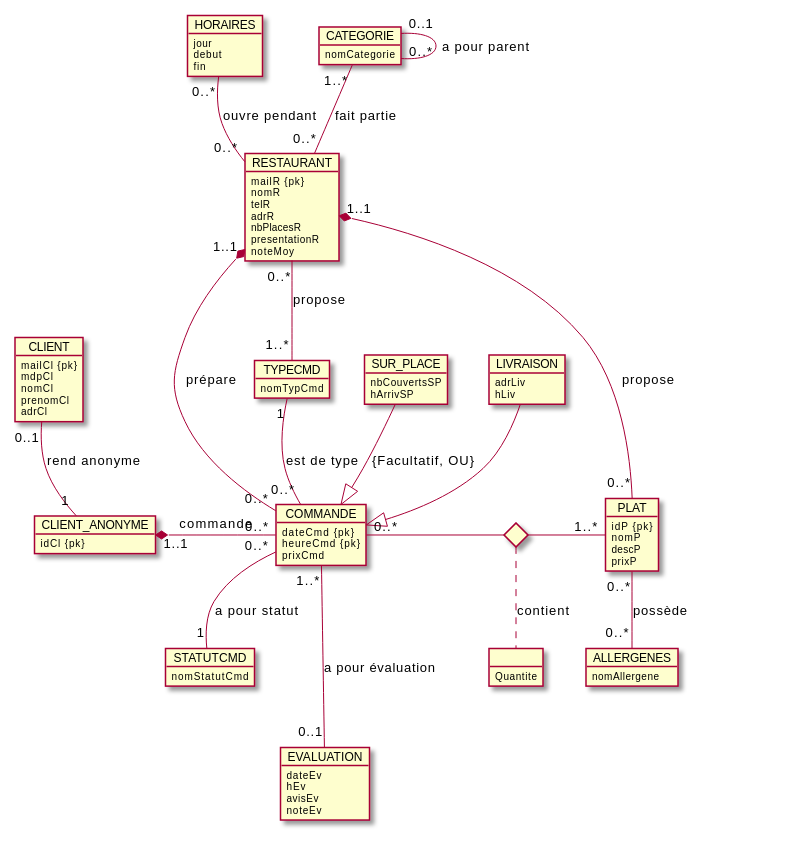 HORAIRES
jour
debut
fin
CATEGORIE
nomCategorie
0..1
0..*
a pour parent
0..*
1..*
ouvre pendant
fait partie
0..*
0..*
RESTAURANT
mailR {pk}
nomR
telR
adrR
nbPlacesR
presentationR
noteMoy
1..1
1..1
0..*
propose
1..*
CLIENT
mailCl {pk}
mdpCl
nomCl
prenomCl
adrCl
prépare
TYPECMD
nomTypCmd
SUR_PLACE
nbCouvertsSP
hArrivSP
LIVRAISON
adrLiv
hLiv
propose
0..1
rend anonyme
1
1
est de type
{Facultatif, OU}
0..*
0..*
0..*
CLIENT_ANONYME
idCl {pk}
commande
1..1
0..*
0..*
COMMANDE
dateCmd {pk}
heureCmd {pk}
prixCmd
0..*
1..*
PLAT
idP {pk}
nomP
descP
prixP
1..*
0..*
a pour statut
contient
possède
1
0..*
STATUTCMD
nomStatutCmd
a pour évaluation
Quantite
ALLERGENES
nomAllergene
0..1
EVALUATION
dateEv
hEv
avisEv
noteEv